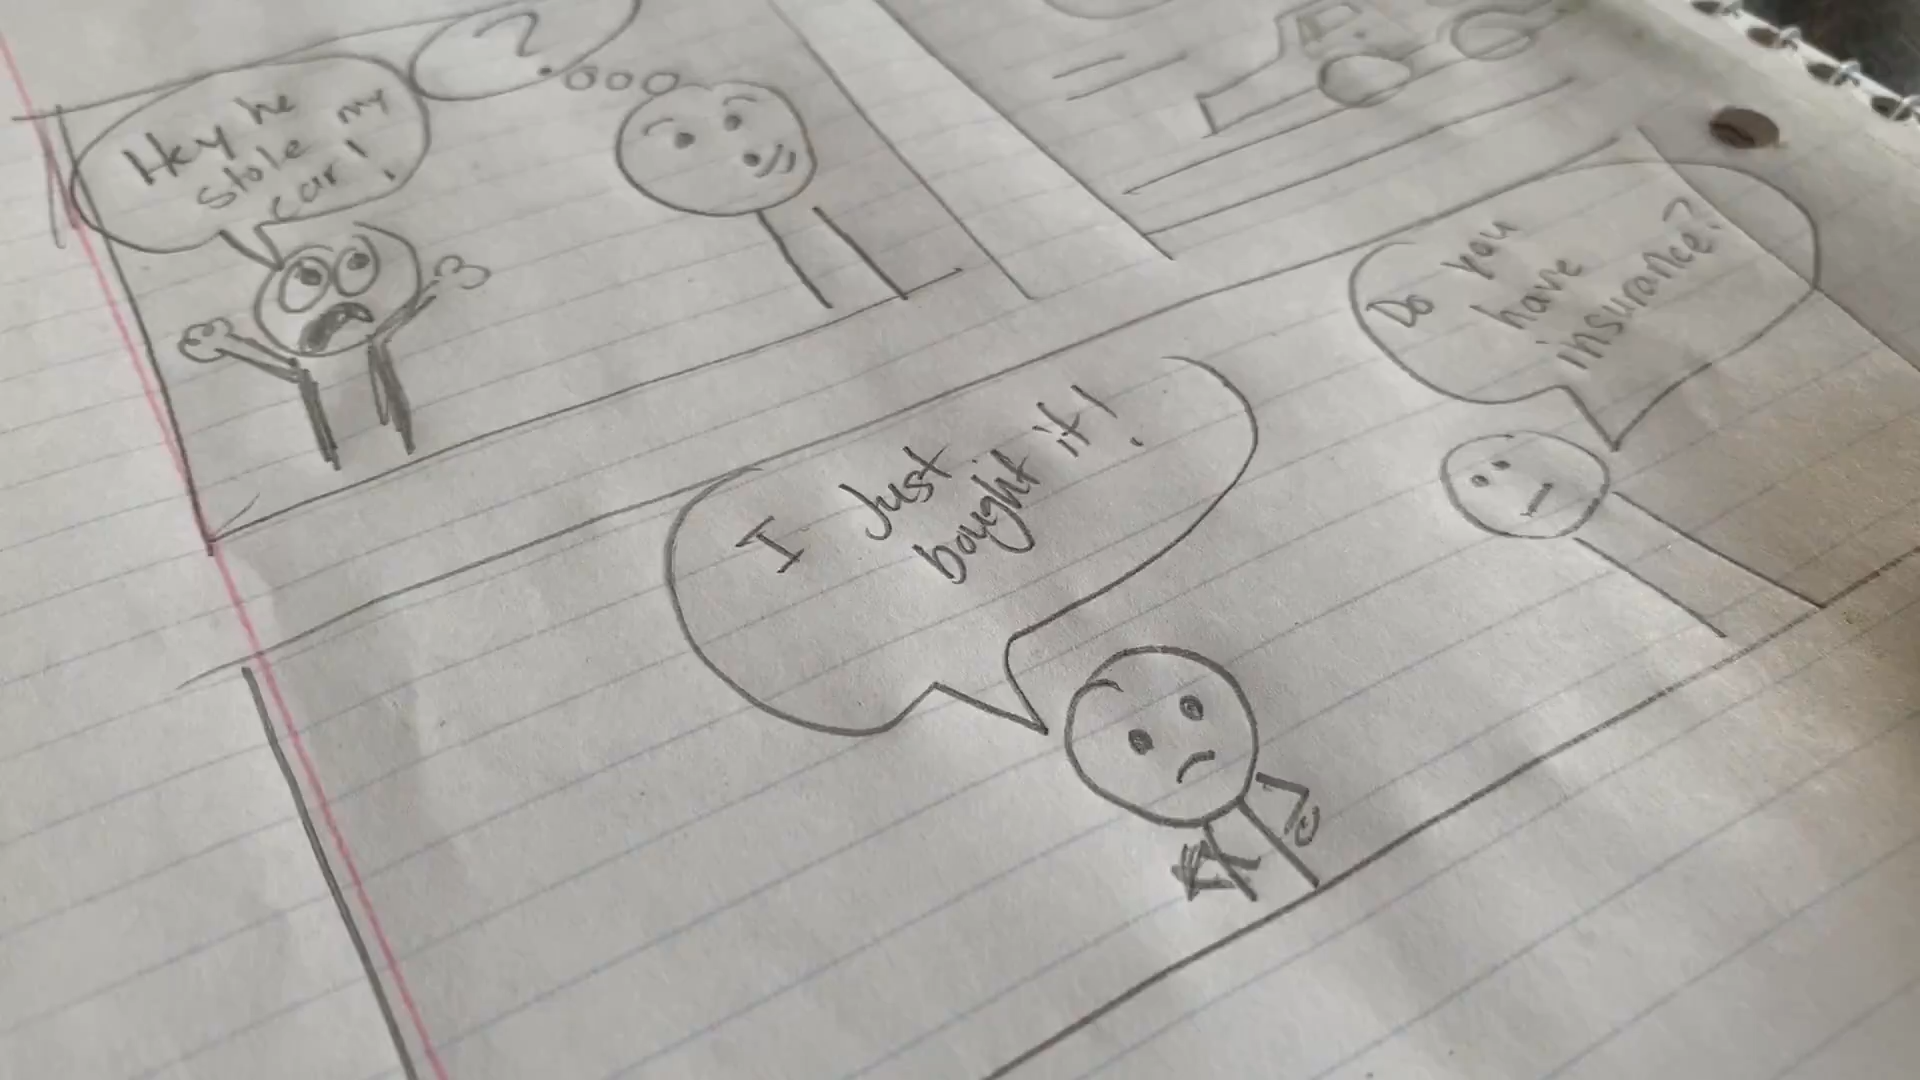 Hey he
stole my
car!
?
I Just
bought it!
Do you
have
insurance?